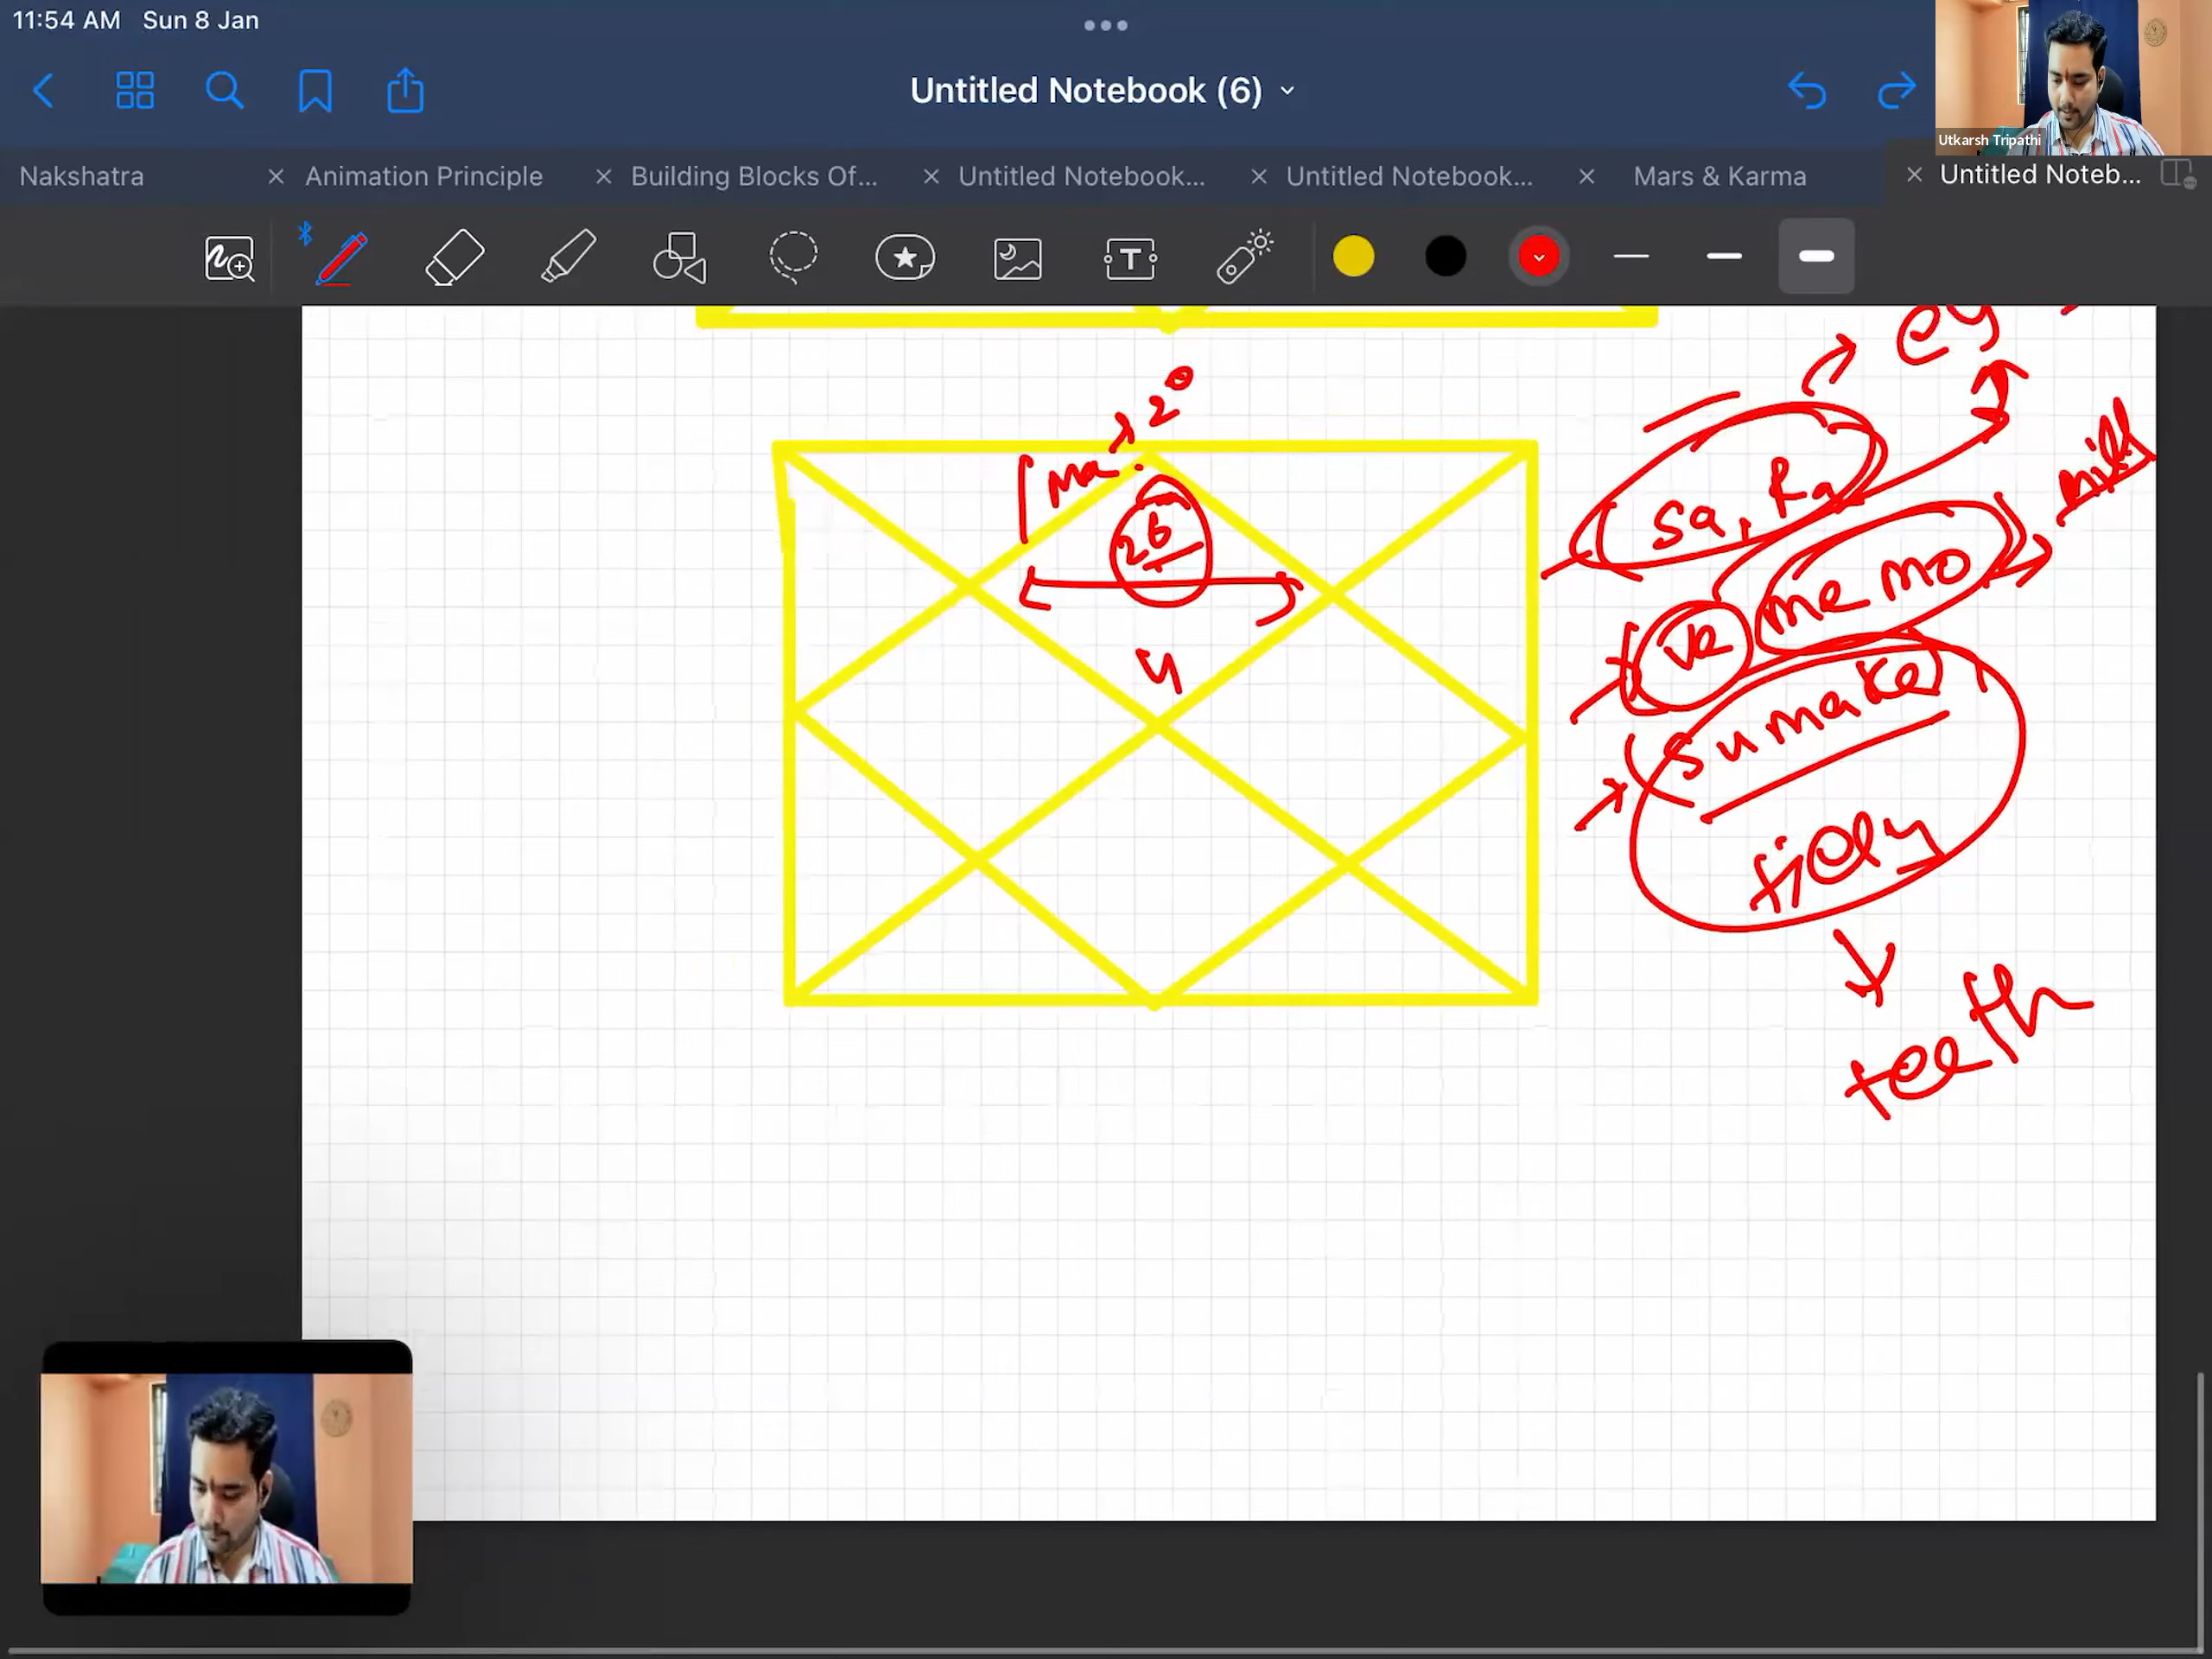 11:54 AM Sun 8 Jan
Untitled Notebook (6)
Utkarsh Tripathi
Nakshatra
Animation Principle
Building Blocks Of...
Untitled Notebook...
Untitled Notebook...
Mars & Karma
Untitled Noteb...
T
ey
2°
Ma
26
4
Sa, Ra
milk
Ve me mo
Su ma Ke
teeth